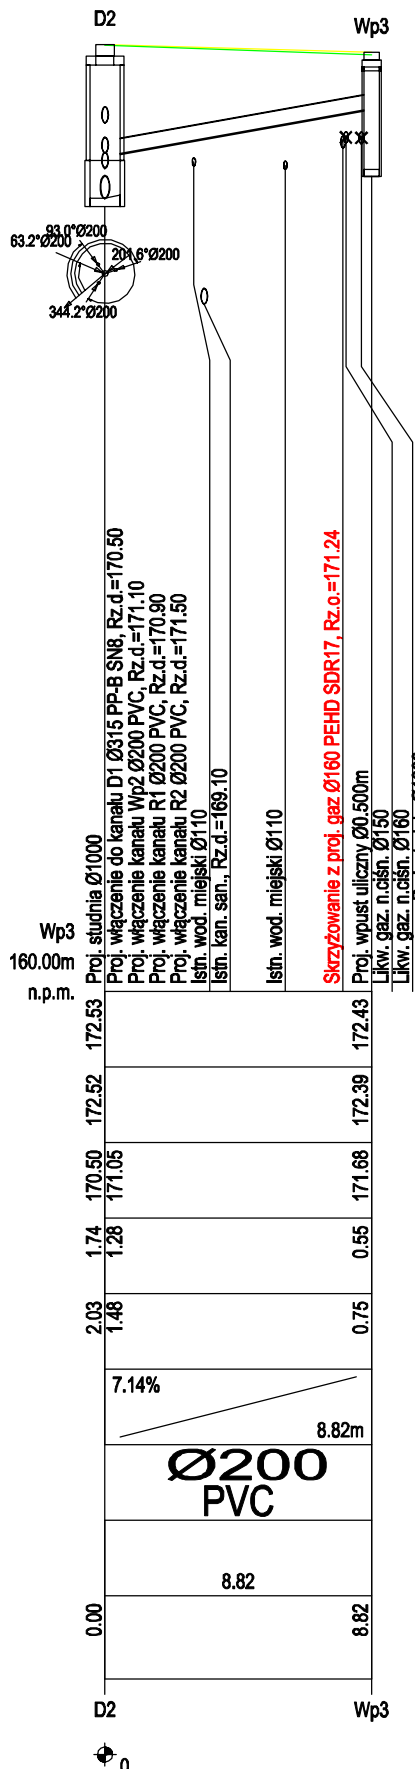 D2
Wp3
93.0°Ø200
63.2°Ø200
201.6°Ø200
344.2°Ø200
Proj. studnia Ø1000
Proj. włączenie do kanału D1 Ø315 PP-B SN8, Rz.d.=170.50
Proj. włączenie kanału Wp2 Ø200 PVC, Rz.d.=171.10
Proj. włączenie kanału R1 Ø200 PVC, Rz.d.=170.90
Proj. włączenie kanału R2 Ø200 PVC, Rz.d.=171.50
Istn. wod. miejski Ø110
Istn. kan. san., Rz.d.=169.10
Istn. wod. miejski Ø110
Skrzyżowanie z proj. gaz Ø160 PEHD SDR17, Rz.o.=171.24
Proj. wpust uliczny Ø0.500m
Likw. gaz. n.ciśn. Ø150
Likw. gaz. n.ciśn. Ø160
Wp3
160.00m
n.p.m.
172.53
172.43
172.52
172.39
170.50
171.05
171.68
1.74
1.28
0.55
2.03
1.48
0.75
7.14%
8.82m
Ø200
PVC
8.82
0.00
8.82
D2
Wp3
0